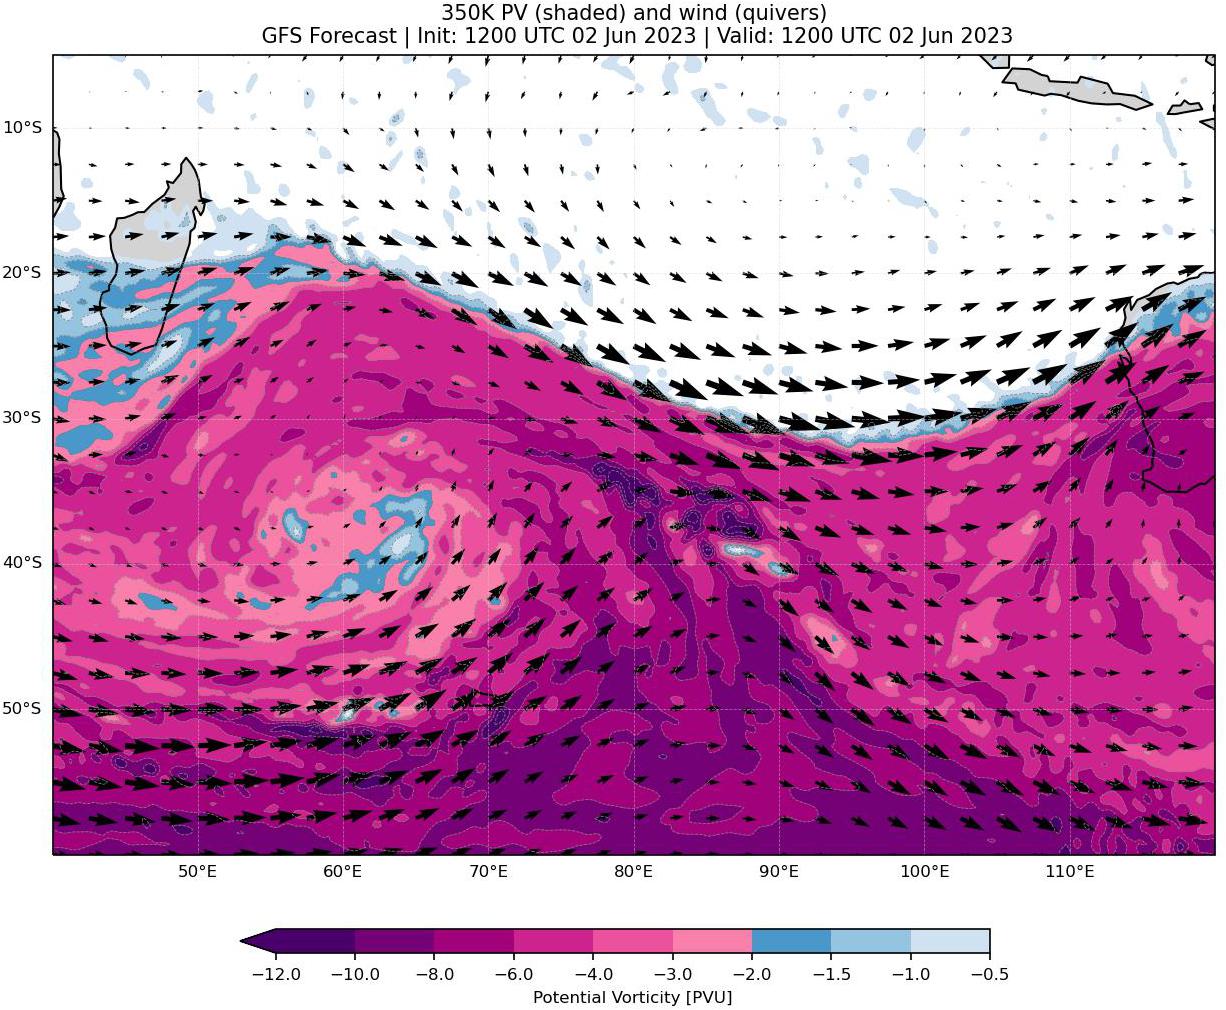 350K PV (shaded) and wind (quivers)
GFS Forecast | Init: 1200 UTC 02 Jun 2023 | Valid: 1200 UTC 02 Jun 2023
10°S
20°S
30°S
40°S
50°S
50°E 60°E 70°E 80°E 90°E 100°E 110°E
−12.0 −10.0 −8.0 −6.0 −4.0 −3.0 −2.0 −1.5 −1.0 −0.5
Potential Vorticity [PVU]